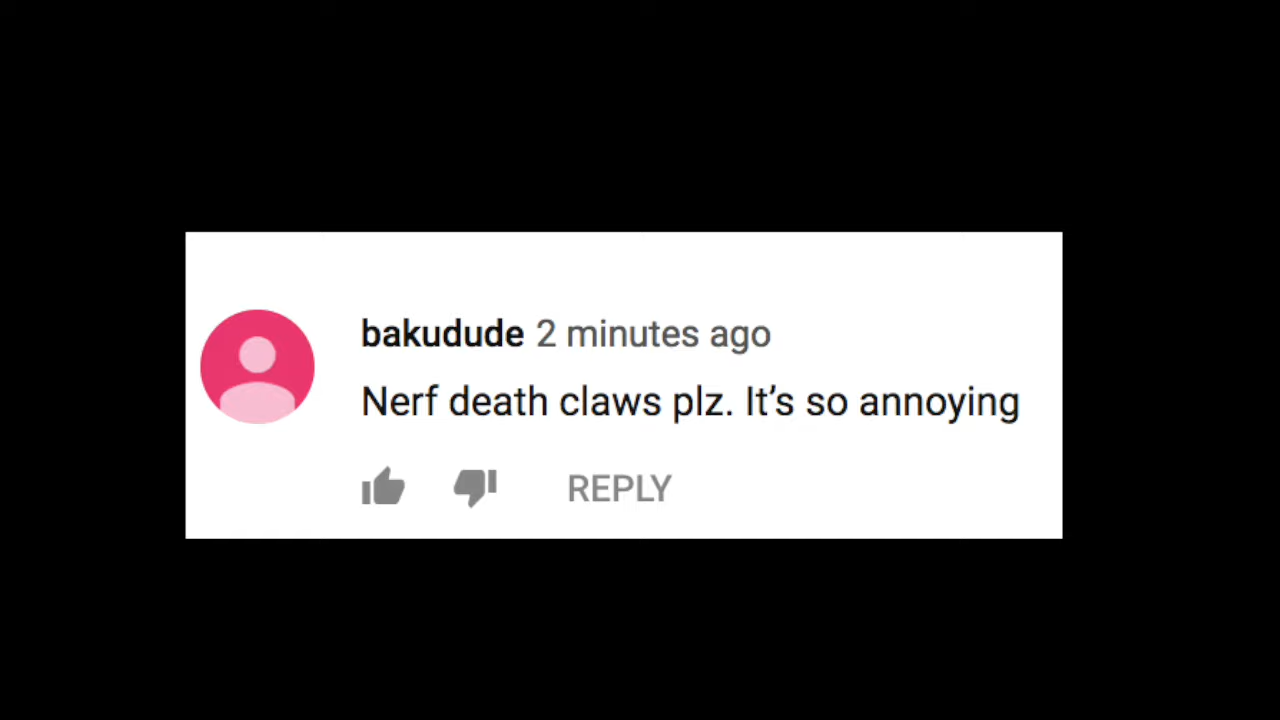 bakudude 2 minutes ago
Nerf death claws plz. It’s so annoying
REPLY